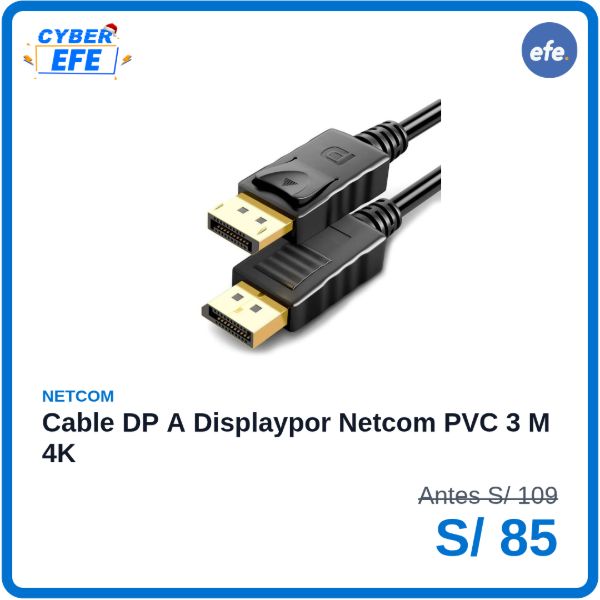 CYBER
EFE
efe.
NETCOM
Cable DP A Displaypor Netcom PVC 3 M
4K
Antes S/ 109
S/ 85